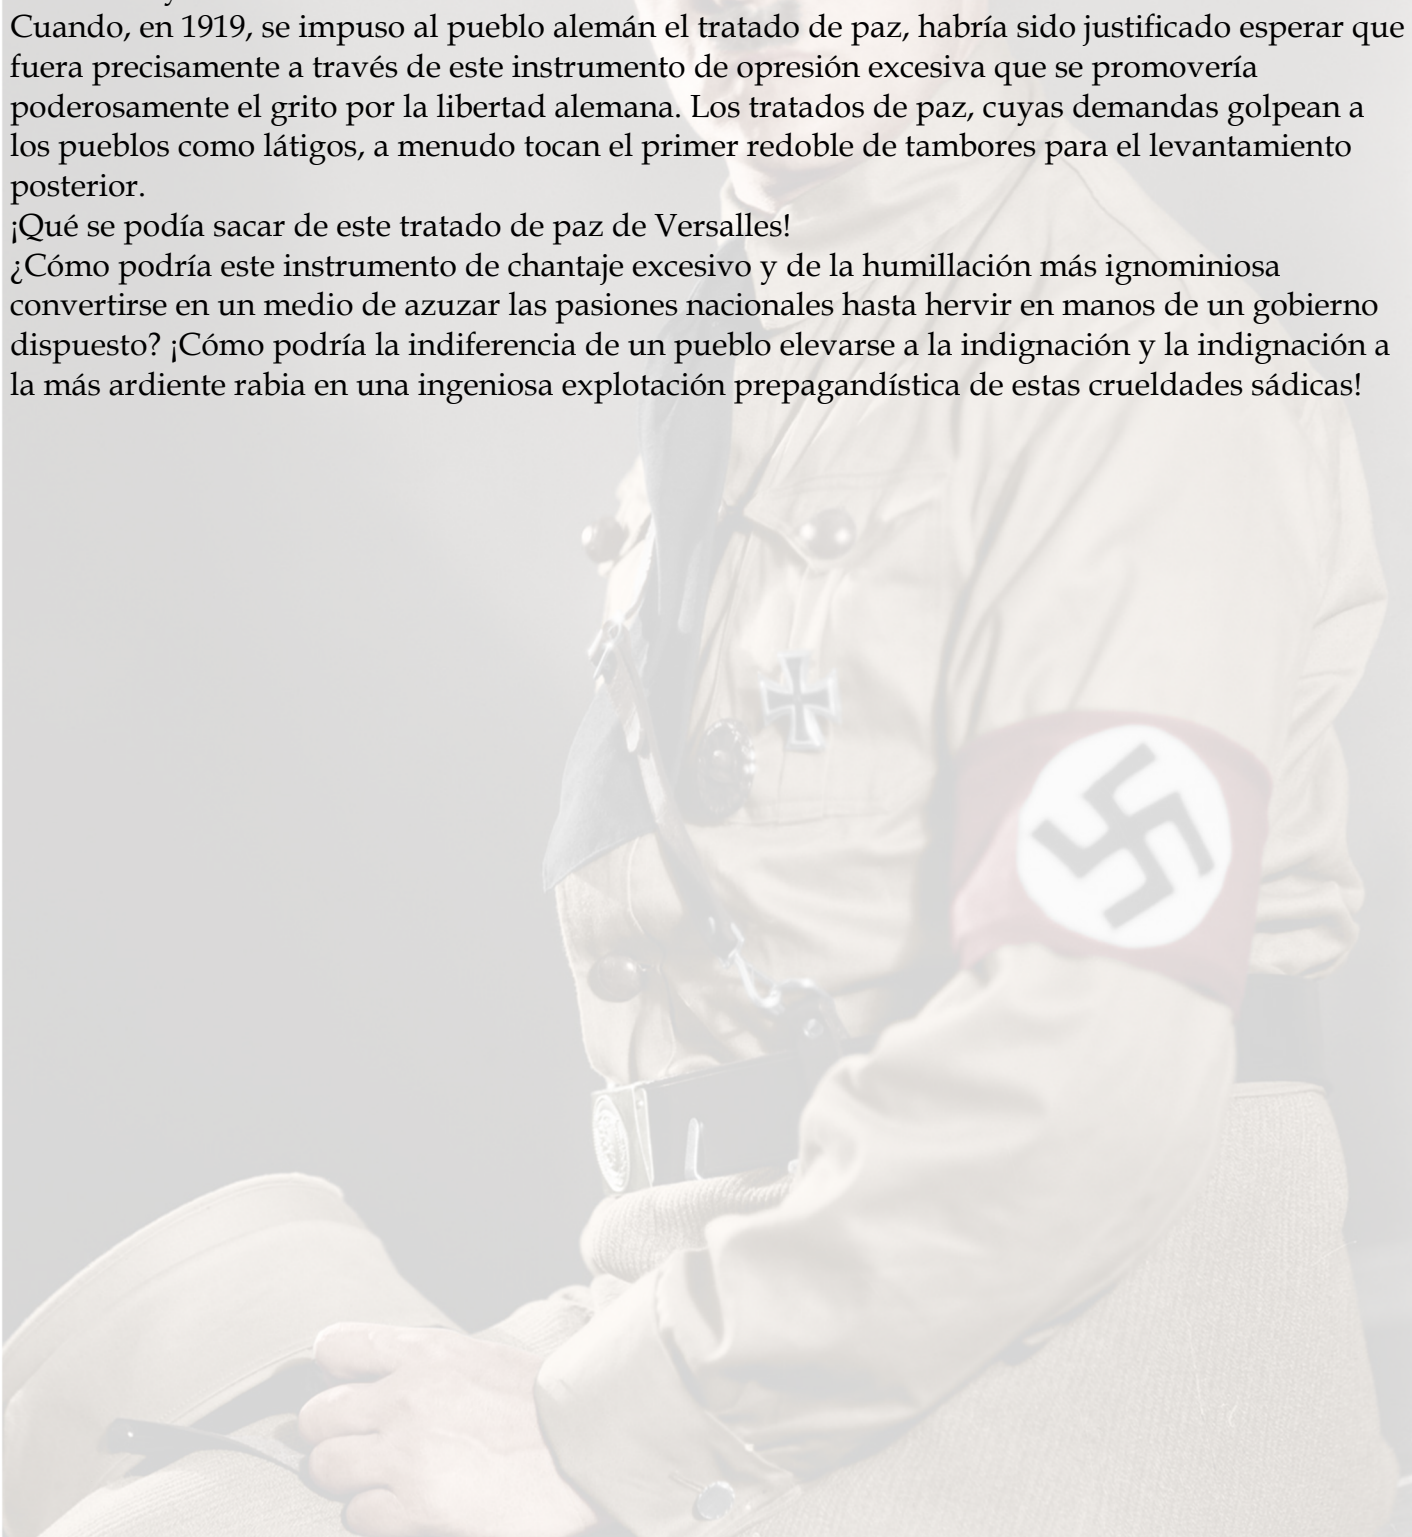 Cuando, en 1919, se impuso al pueblo alemán el tratado de paz, habría sido justificado esperar que
fuera precisamente a través de este instrumento de opresión excesiva que se promovería
poderosamente el grito por la libertad alemana. Los tratados de paz, cuyas demandas golpean a
los pueblos como látigos, a menudo tocan el primer redoble de tambores para el levantamiento
posterior.
¡Qué se podía sacar de este tratado de paz de Versalles!
¿Cómo podría este instrumento de chantaje excesivo y de la humillación más ignominiosa
convertirse en un medio de azuzar las pasiones nacionales hasta hervir en manos de un gobierno
dispuesto? ¡Cómo podría la indiferencia de un pueblo elevarse a la indignación y la indignación a
la más ardiente rabia en una ingeniosa explotación prepagandística de estas crueldades sádicas!